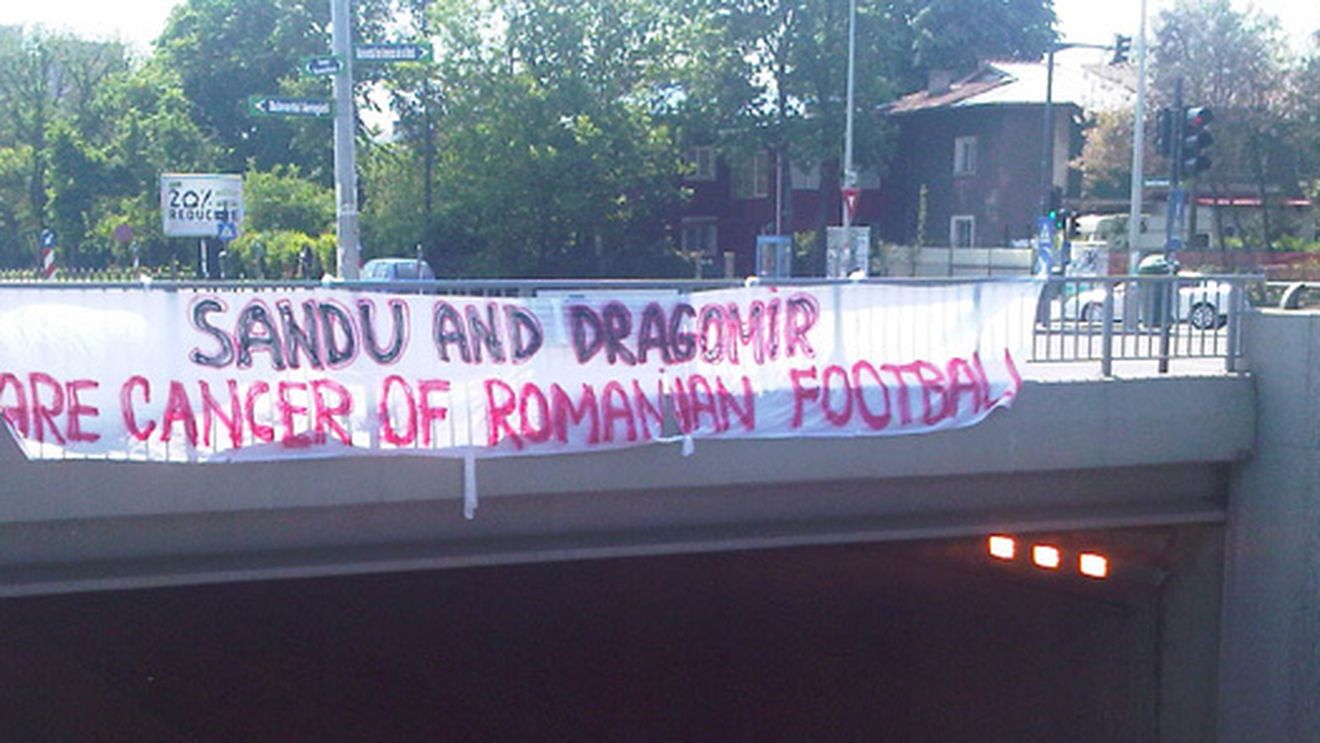 20%
REDUCERE
SANDU AND DRAGOMiR
ARE CANCER OF ROMANiAN FOOTBALL